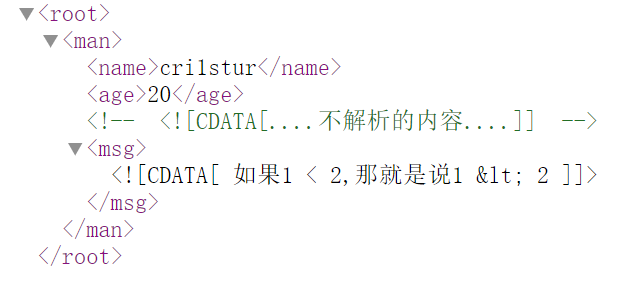 ▼<root>
▼<man>
<name>crilstur</name>
<age>20</age>
<!--  <![CDATA[....不解析的内容....]]  -->
▼<msg>
<![CDATA[ 如果1 < 2,那就是说1 &lt; 2 ]]>
</msg>
</man>
</root>